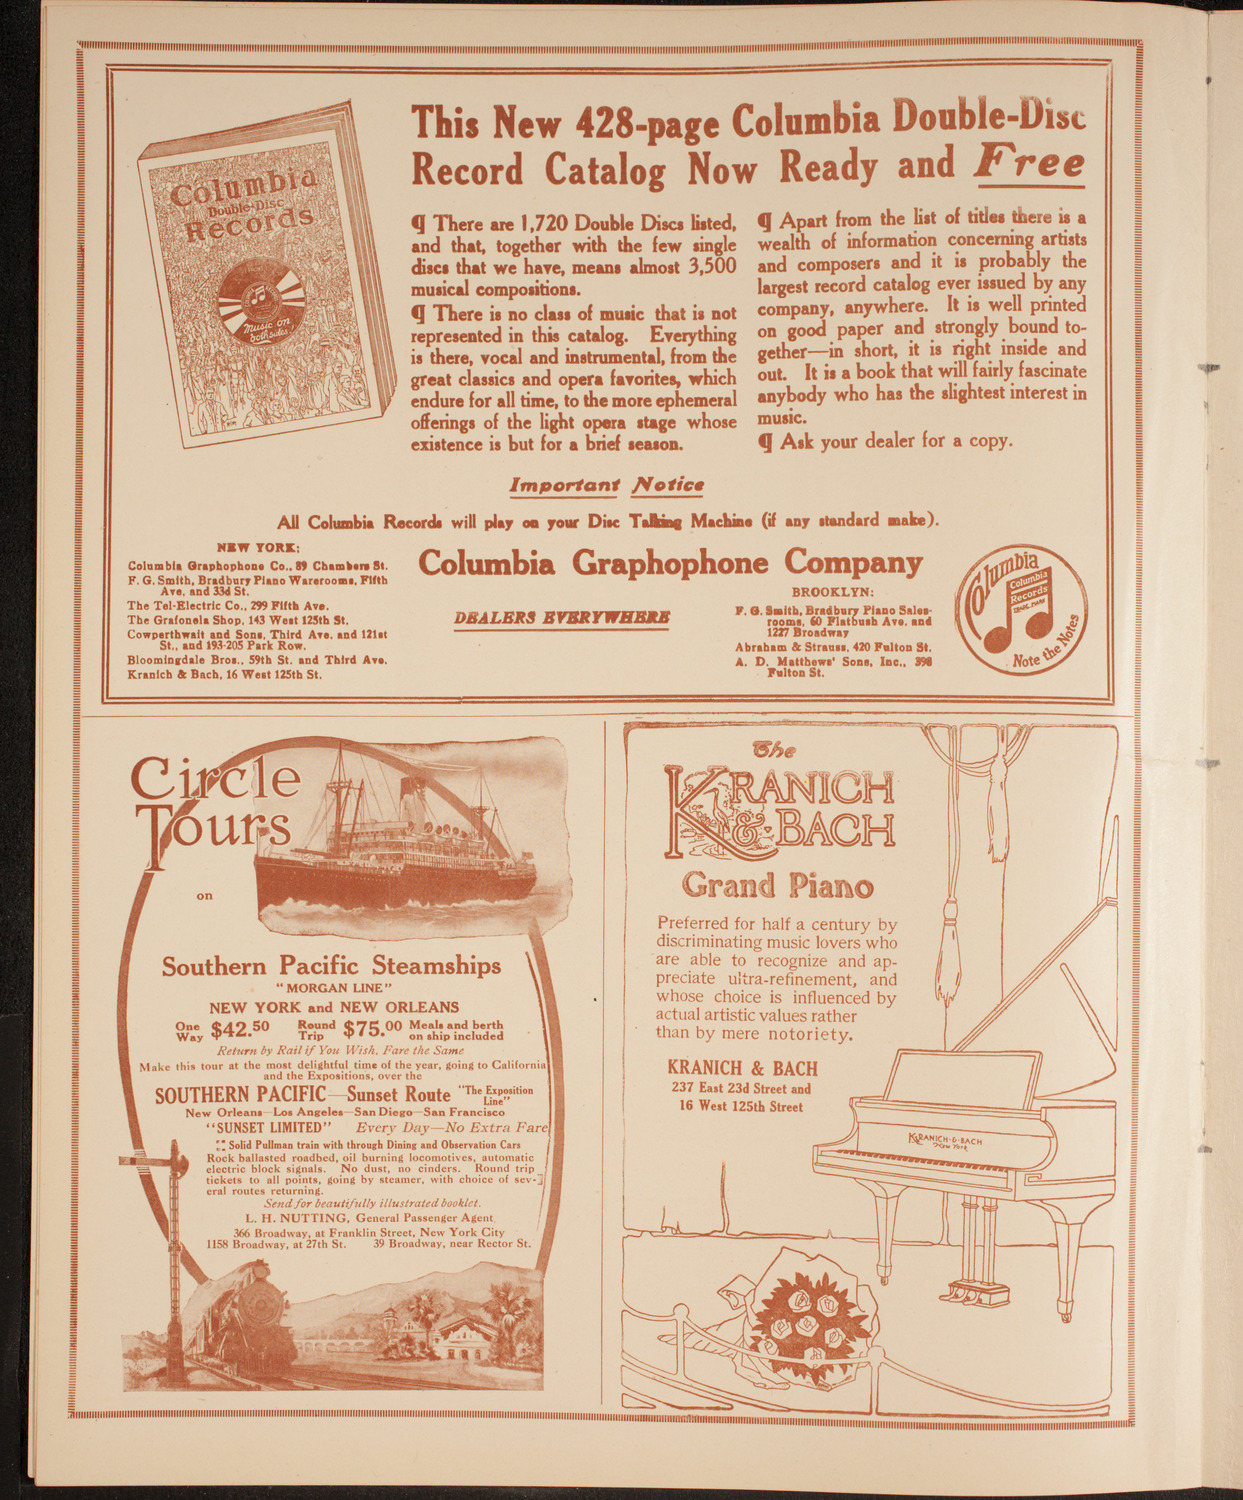 Columbia
Double-Disc
Records
Music on
both sides
This New 428-page Columbia Double-Disc
Record Catalog Now Ready and Free
¶ There are 1,720 Double Discs listed,
and that, together with the few single
discs that we have, means almost 3,500
musical compositions.
¶ There is no class of music that is not
represented in this catalog. Everything
is there, vocal and instrumental, from the
great classics and opera favorites, which
endure for all time, to the more ephemeral
offerings of the light opera stage whose
existence is but for a brief season.
¶ Apart from the list of titles there is a
wealth of information concerning artists
and composers and it is probably the
largest record catalog ever issued by any
company, anywhere. It is well printed
on good paper and strongly bound to-
gether—in short, it is right inside and
out. It is a book that will fairly fascinate
anybody who has the slightest interest in
music.
¶ Ask your dealer for a copy.
Important Notice
All Columbia Records will play on your Disc Talking Machine (if any standard make).
NEW YORK:
Columbia Graphophone Co., 89 Chambers St.
F. G. Smith, Bradbury Piano Warerooms, Fifth
Ave. and 33d St.
The Tel-Electric Co., 299 Fifth Ave.
The Grafonola Shop, 143 West 125th St.
Cowperthwait and Sons, Third Ave. and 121st
St., and 193-205 Park Row.
Bloomingdale Bros., 59th St. and Third Ave.
Kranich & Bach, 16 West 125th St.
Columbia Graphophone Company
DEALERS EVERYWHERE
BROOKLYN:
F. G. Smith, Bradbury Piano Sales-
rooms, 60 Flatbush Ave. and
1227 Broadway
Abraham & Straus, 420 Fulton St.
A. D. Matthews' Sons, Inc., 398
Fulton St.
Columbia
Columbia
Records
TRADE MARK
Note the Notes
Circle
Tours
on
Southern Pacific Steamships
"MORGAN LINE"
NEW YORK and NEW ORLEANS
One Way $42.50 Round Trip $75.00 Meals and berth on ship included
Return by Rail if You Wish. Fare the Same
Make this tour at the most delightful time of the year, going to California
and the Expositions, over the
SOUTHERN PACIFIC—Sunset Route "The Exposition Line"
New Orleans—Los Angeles—San Diego—San Francisco
"SUNSET LIMITED" Every Day—No Extra Fare
Solid Pullman train with through Dining and Observation Cars
Rock ballasted roadbed, oil burning locomotives, automatic
electric block signals. No dust, no cinders. Round trip
tickets to all points, going by steamer, with choice of sev-
eral routes returning.
Send for beautifully illustrated booklet.
L. H. NUTTING, General Passenger Agent
366 Broadway, at Franklin Street, New York City
1158 Broadway, at 27th St. 39 Broadway, near Rector St.
The
KRANICH
& BACH
Grand Piano
Preferred for half a century by
discriminating music lovers who
are able to recognize and ap-
preciate ultra-refinement, and
whose choice is influenced by
actual artistic values rather
than by mere notoriety.
KRANICH & BACH
237 East 23d Street and
16 West 125th Street
KRANICH & BACH
New York